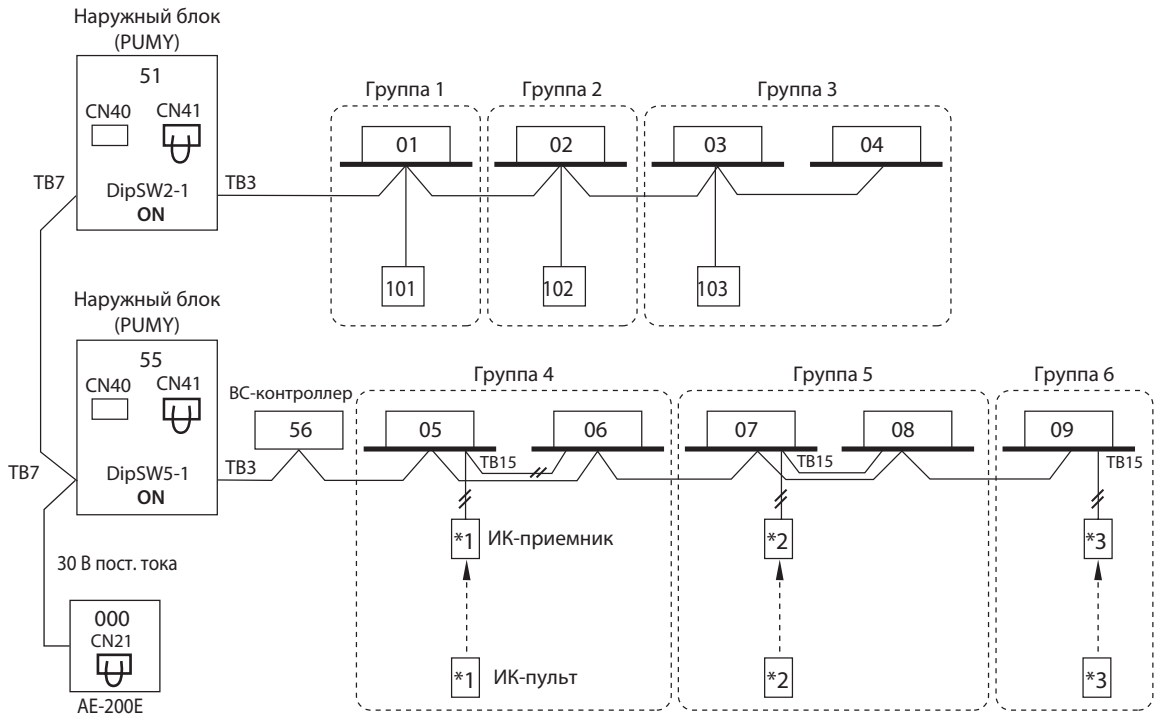 Наружный блок
(PUMY)
51
CN40 CN41
TB7
DipSW2-1
ON
TB3
Группа 1
01
101
Группа 2
02
102
Группа 3
03
04
103
Наружный блок
(PUMY)
55
CN40 CN41
TB7
DipSW5-1
ON
TB3
BC-контроллер
56
Группа 4
05
06
TB15
*1 ИК-приемник
*1 ИК-пульт
Группа 5
07
08
TB15
*2
*2
Группа 6
09
TB15
*3
*3
30 В пост. тока
000
CN21
AE-200E